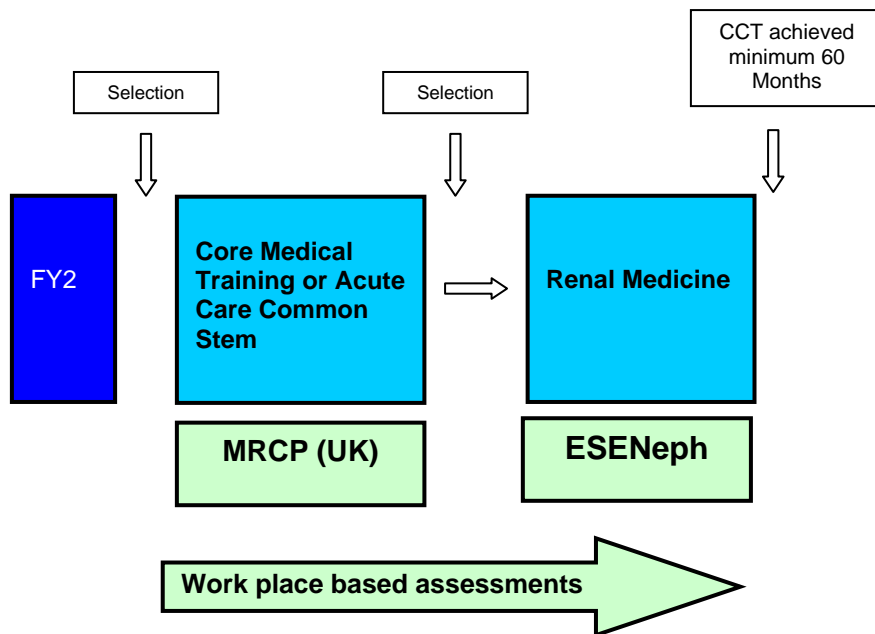 CCT achieved
minimum 60
Months
Selection
Selection
FY2
Core Medical
Training or Acute
Care Common
Stem
Renal Medicine
MRCP (UK)
ESENeph
Work place based assessments